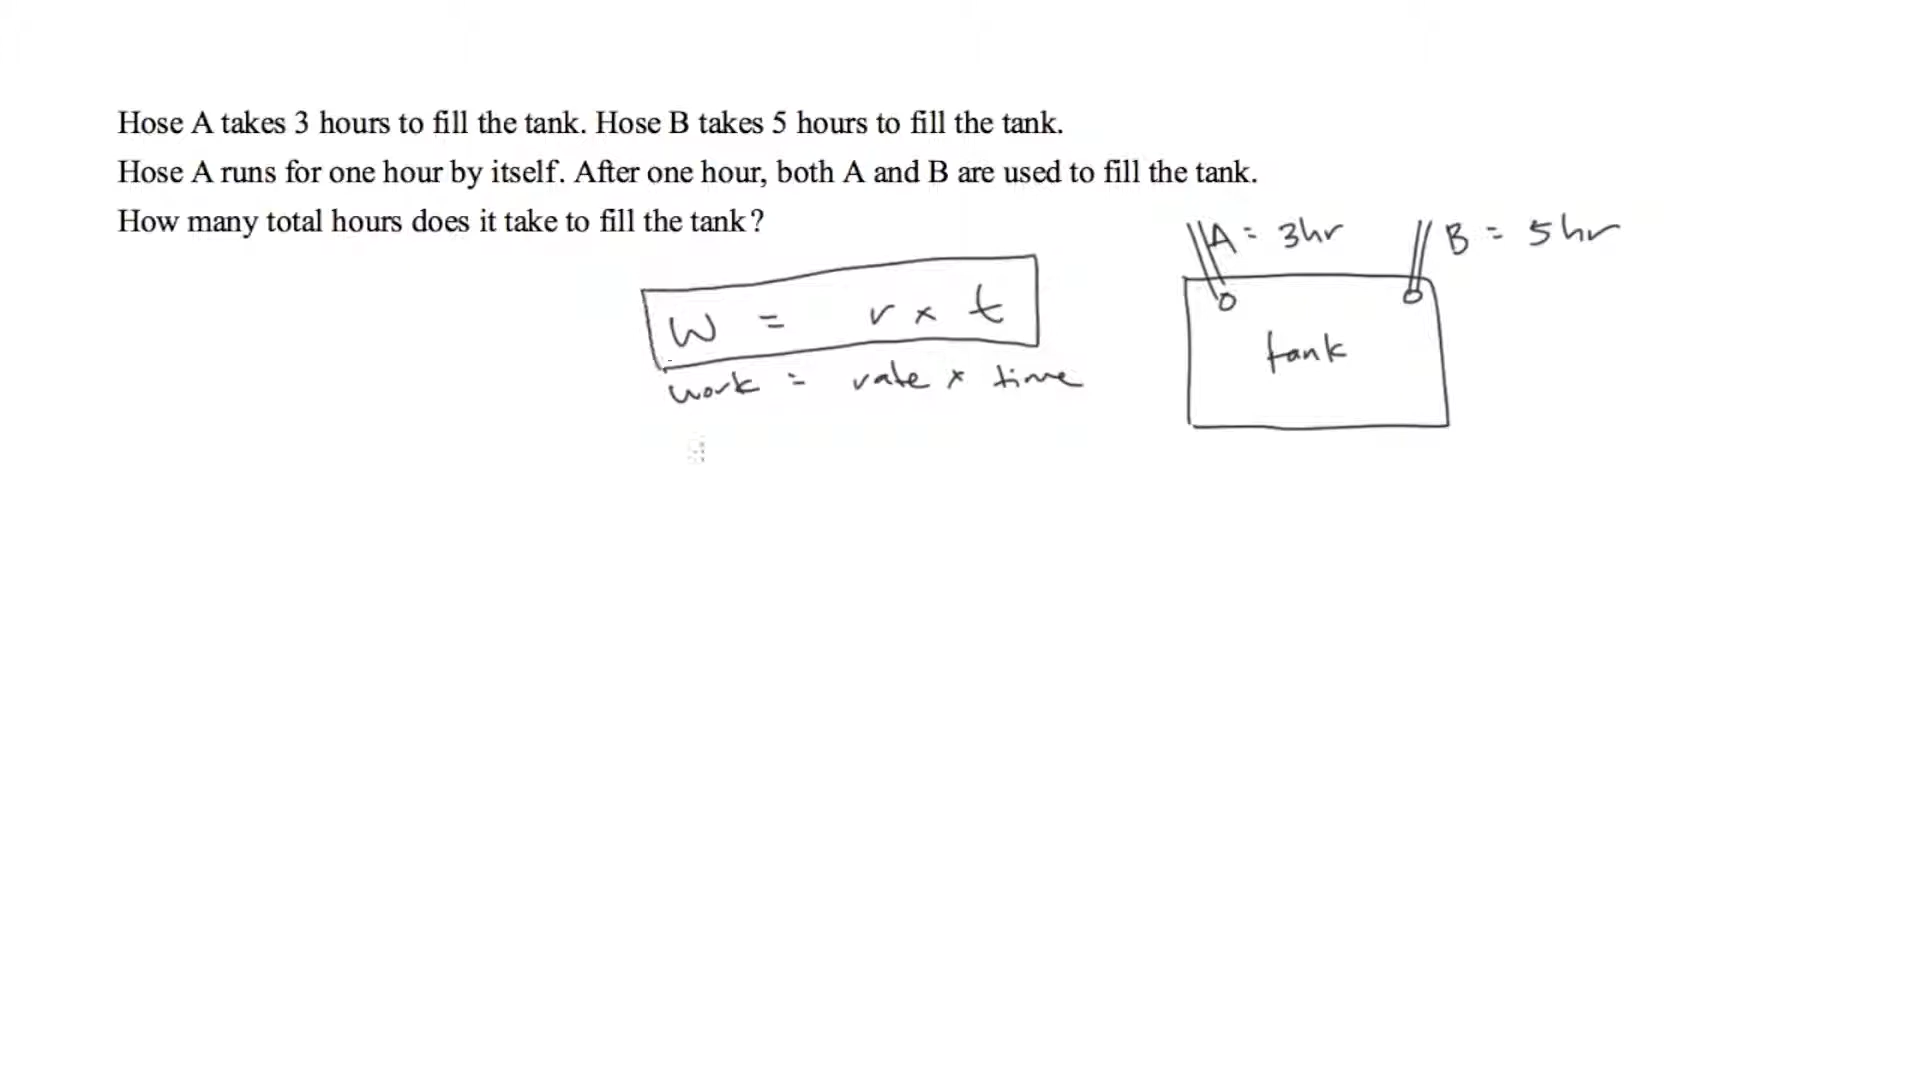 Hose A takes 3 hours to fill the tank. Hose B takes 5 hours to fill the tank.
Hose A runs for one hour by itself. After one hour, both A and B are used to fill the tank.
How many total hours does it take to fill the tank?
A = 3hr
B = 5hr
W = r × t
tank
work = rate × time